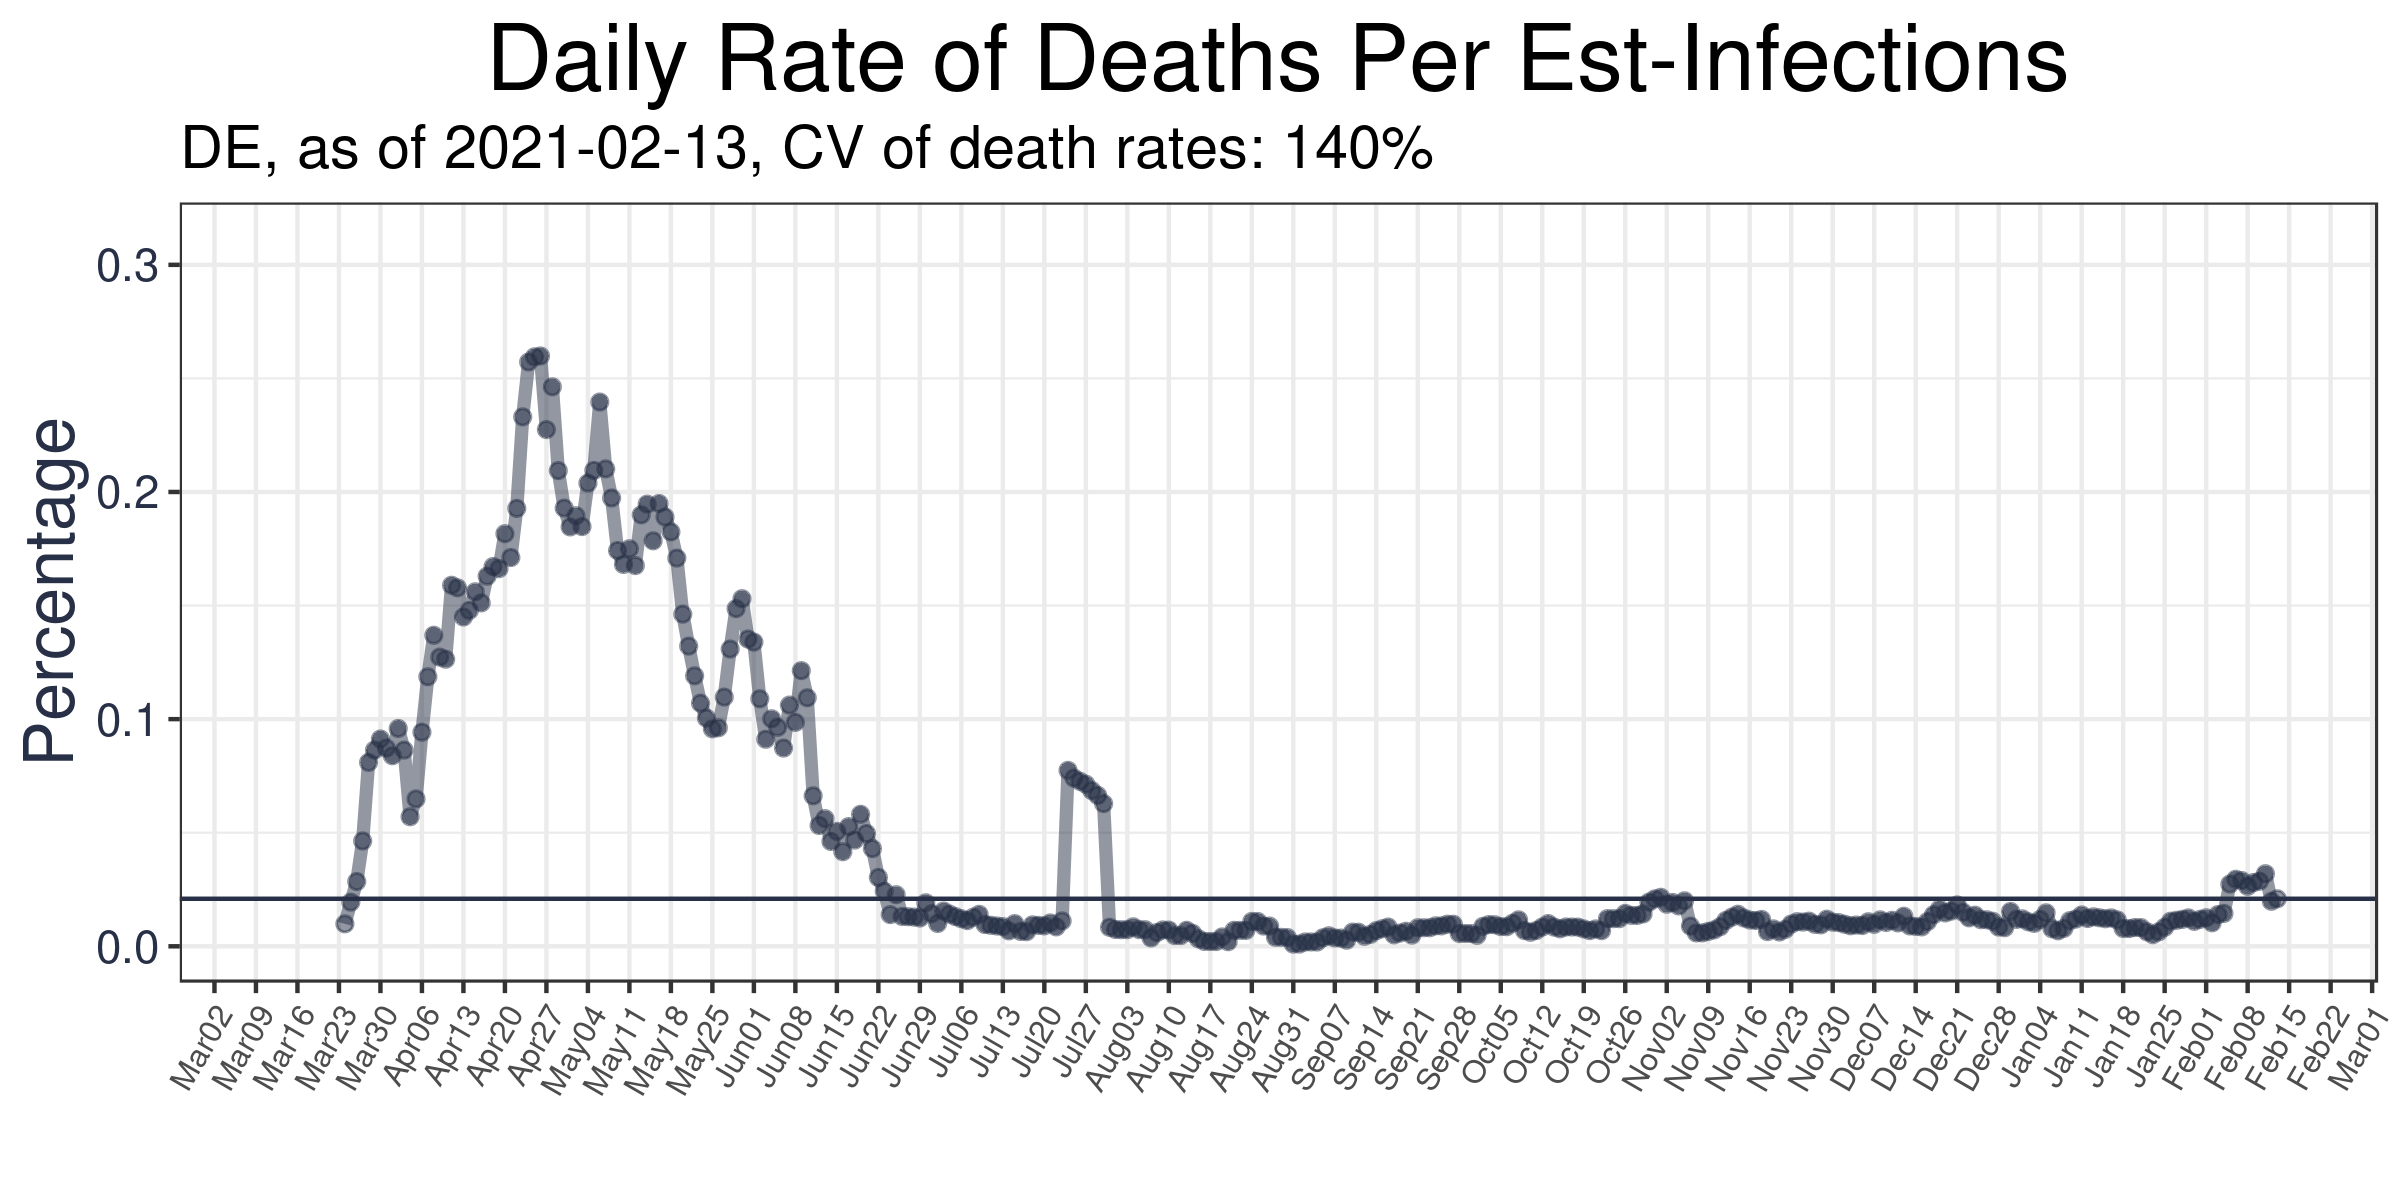 Daily Rate of Deaths Per Est-Infections
DE, as of 2021-02-13, CV of death rates: 140%
Percentage
0.3
0.2
0.1
0.0
Mar02
Mar09
Mar16
Mar23
Mar30
Apr06
Apr13
Apr20
Apr27
May04
May11
May18
May25
Jun01
Jun08
Jun15
Jun22
Jun29
Jul06
Jul13
Jul20
Jul27
Aug03
Aug10
Aug17
Aug24
Aug31
Sep07
Sep14
Sep21
Sep28
Oct05
Oct12
Oct19
Oct26
Nov02
Nov09
Nov16
Nov23
Nov30
Dec07
Dec14
Dec21
Dec28
Jan04
Jan11
Jan18
Jan25
Feb01
Feb08
Feb15
Feb22
Mar01